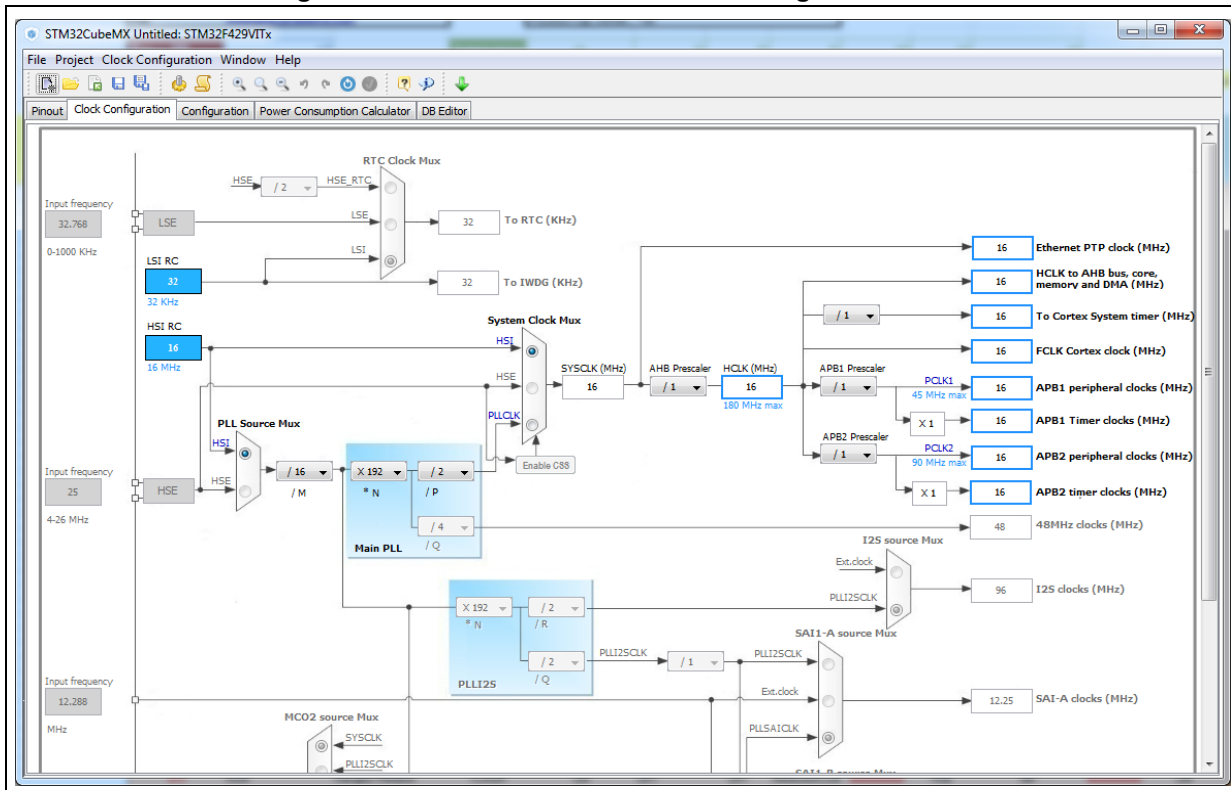 STM32CubeMX Untitled: STM32F429VITx
File Project Clock Configuration Window Help
Pinout Clock Configuration Configuration Power Consumption Calculator DB Editor
RTC Clock Mux
HSE / 2 HSE_RTC
Input frequency
32.768
0-1000 KHz
LSE
LSE
32 To RTC (KHz)
LSI RC
32
32 KHz
LSI
32 To IWDG (KHz)
HSI RC
16
16 MHz
System Clock Mux
HSI
HSE
PLLCLK
Enable CSS
SYSCLK (MHz)
16
AHB Prescaler
/ 1
HCLK (MHz)
16
180 MHz max
16 Ethernet PTP clock (MHz)
16 HCLK to AHB bus, core,
memory and DMA (MHz)
/ 1 16 To Cortex System timer (MHz)
16 FCLK Cortex clock (MHz)
APB1 Prescaler
/ 1
PCLK1
45 MHz max
16 APB1 peripheral clocks (MHz)
X 1 16 APB1 Timer clocks (MHz)
APB2 Prescaler
/ 1
PCLK2
90 MHz max
16 APB2 peripheral clocks (MHz)
X 1 16 APB2 timer clocks (MHz)
PLL Source Mux
HSI
HSE
Input frequency
25
4-26 MHz
HSE
/ 16
/ M
X 192
* N
/ 2
/ P
/ 4
/ Q
Main PLL
48 48MHz clocks (MHz)
I2S source Mux
Ext.clock
PLLI2SCLK
96 I2S clocks (MHz)
X 192
* N
/ 2
/ R
/ 2
/ Q
PLLI2S
PLLI2SCLK
/ 1
SAI1-A source Mux
PLLI2SCLK
Ext.clock
PLLSAICLK
12.25 SAI-A clocks (MHz)
Input frequency
12.288
MHz
MCO2 source Mux
SYSCLK
PLLI2SCLK